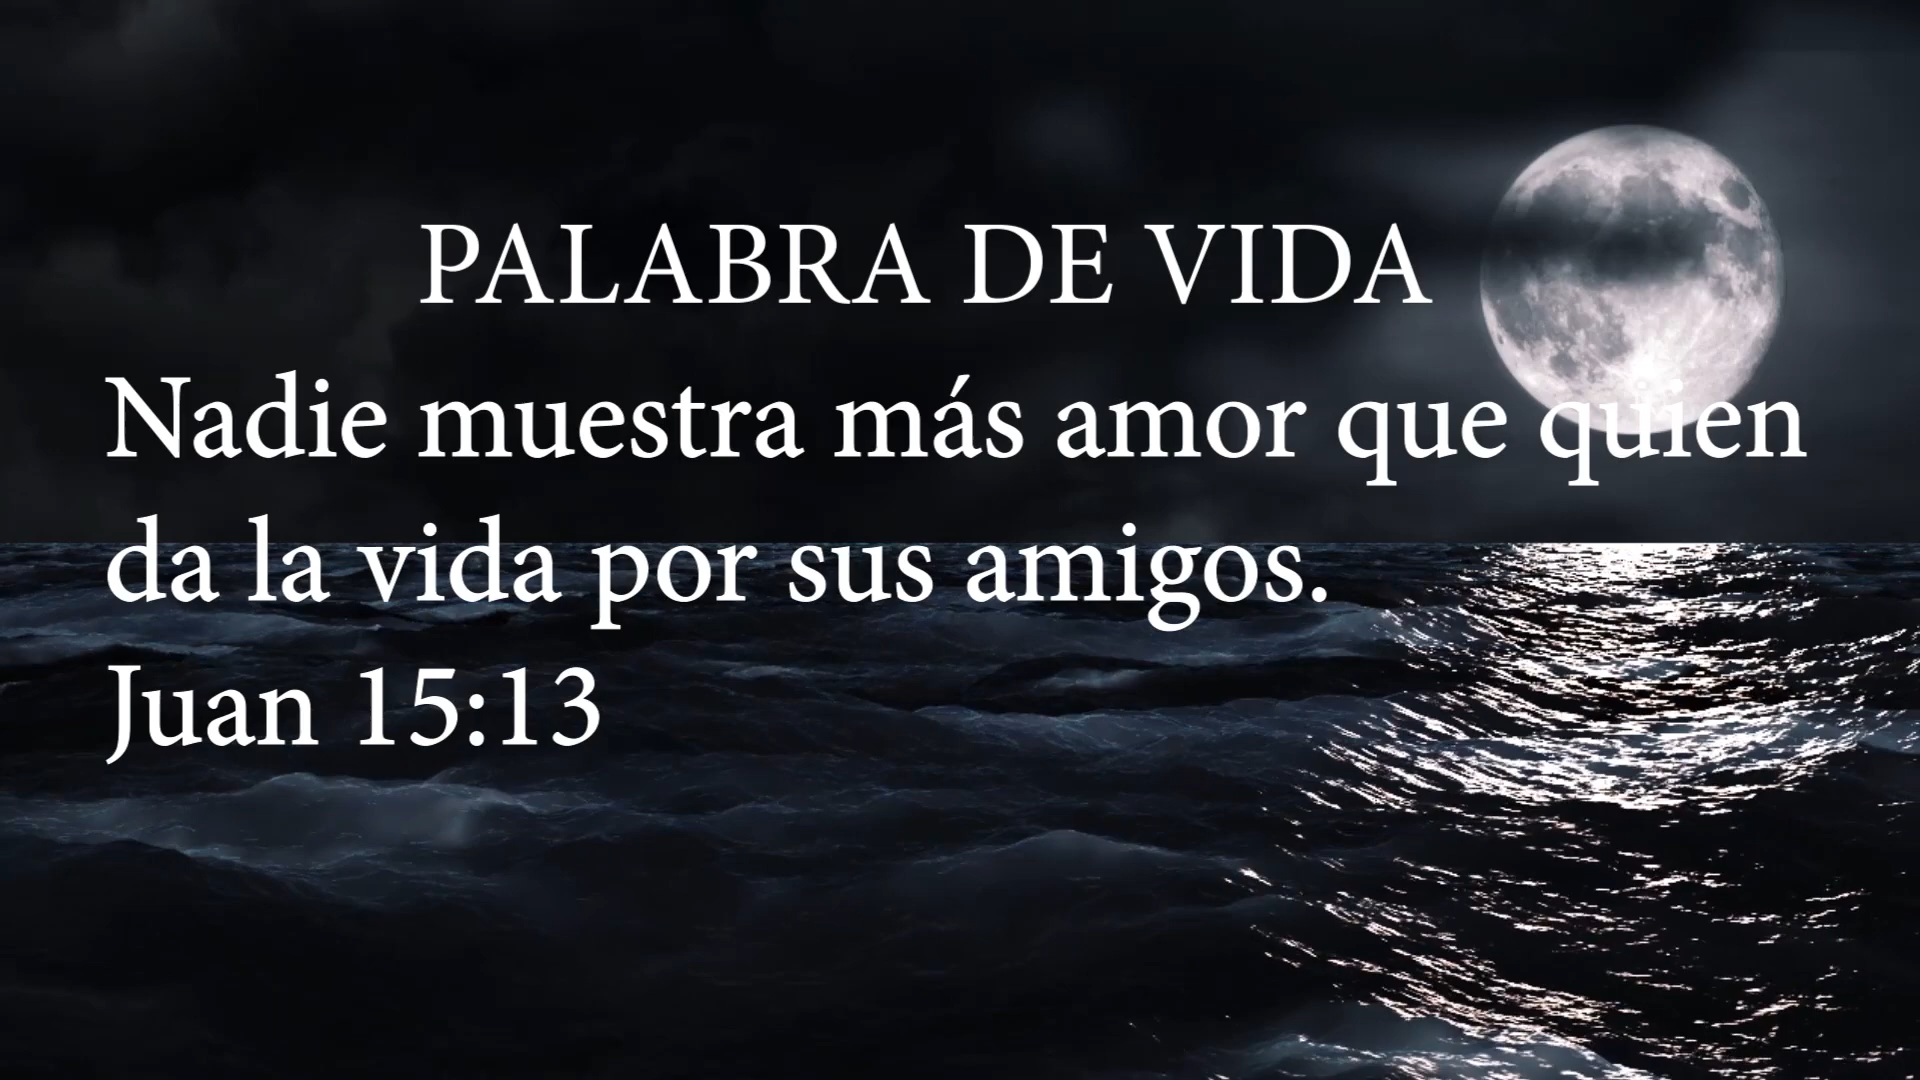 PALABRA DE VIDA
Nadie muestra más amor que quien
da la vida por sus amigos.
Juan 15:13